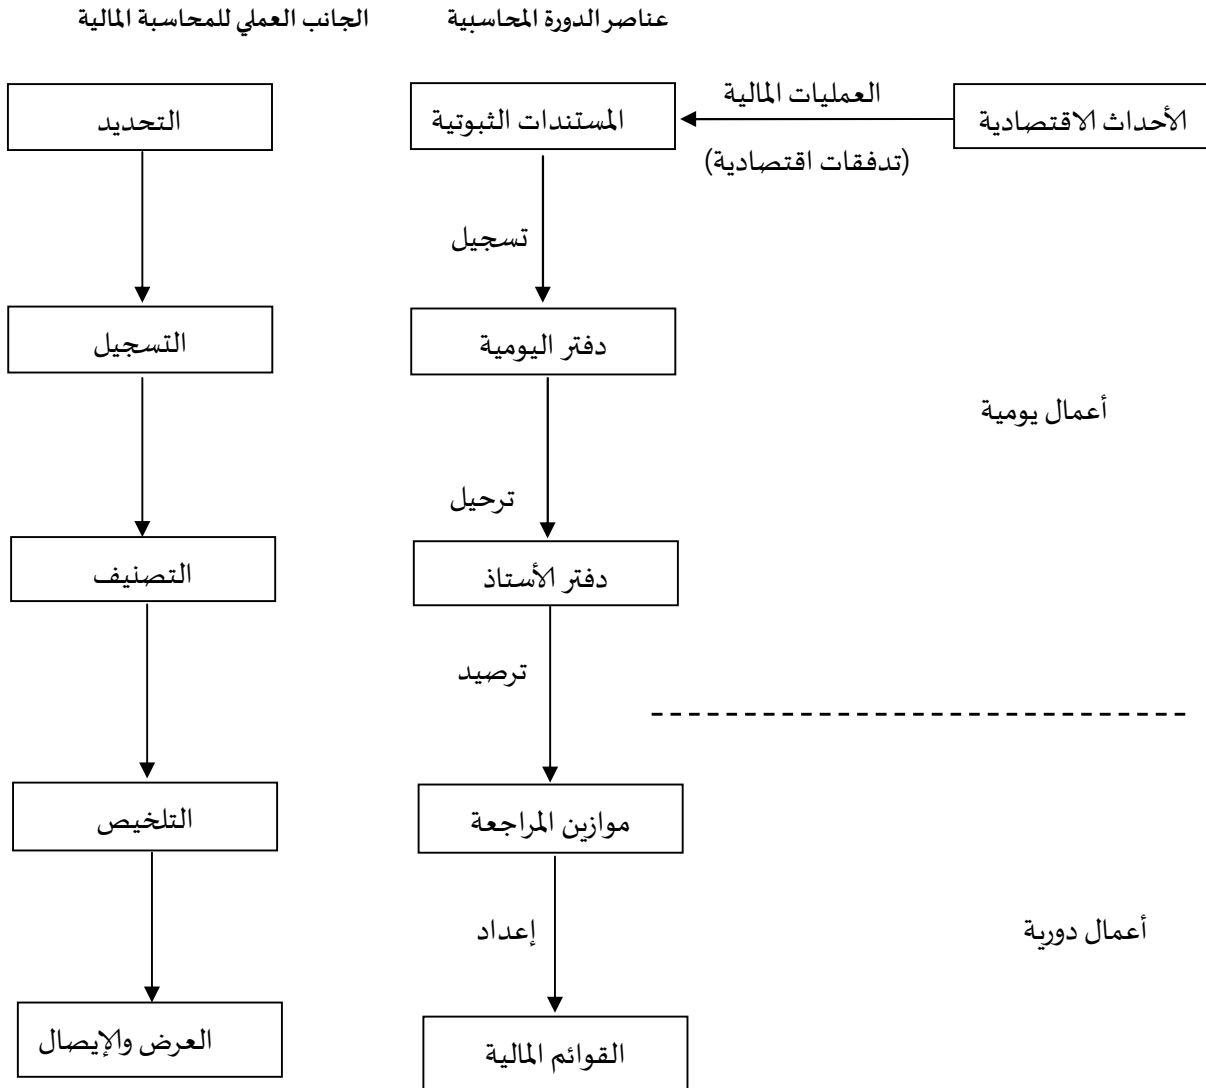 عناصر الدورة المحاسبية
الجانب العملي للمحاسبة المالية
الأحداث الاقتصادية
العمليات المالية
(تدفقات اقتصادية)
المستندات الثبوتية
التحديد
تسجيل
دفتر اليومية
التسجيل
أعمال يومية
ترحيل
دفتر الأستاذ
التصنيف
ترصيد
موازين المراجعة
التلخيص
أعمال دورية
إعداد
القوائم المالية
العرض والإيصال